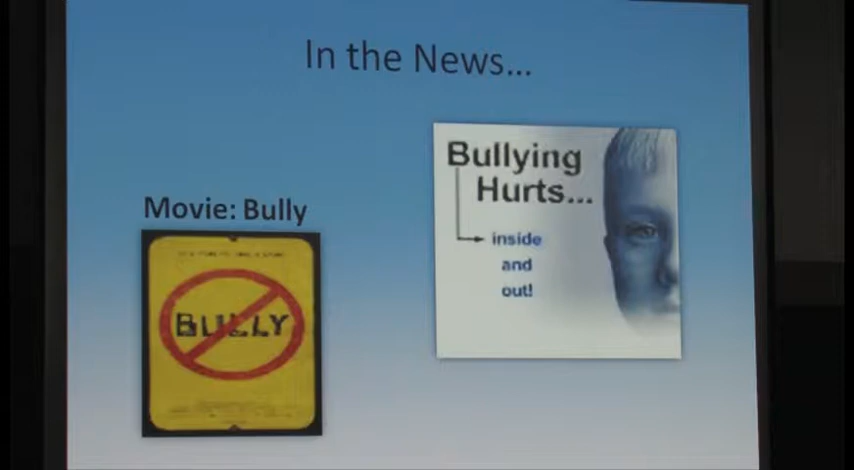 In the News...
Movie: Bully
BULLY
Bullying
Hurts...
inside
and
out!